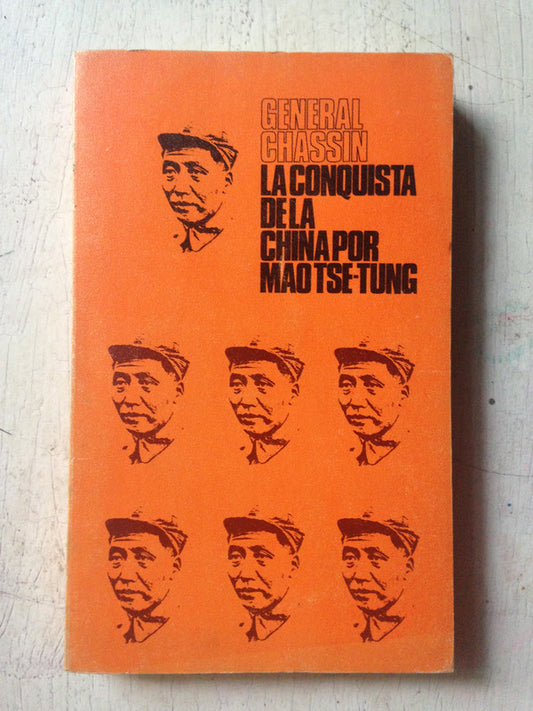 GENERAL
CHASSIN
LA CONQUISTA
DE LA
CHINA POR
MAO TSE-TUNG